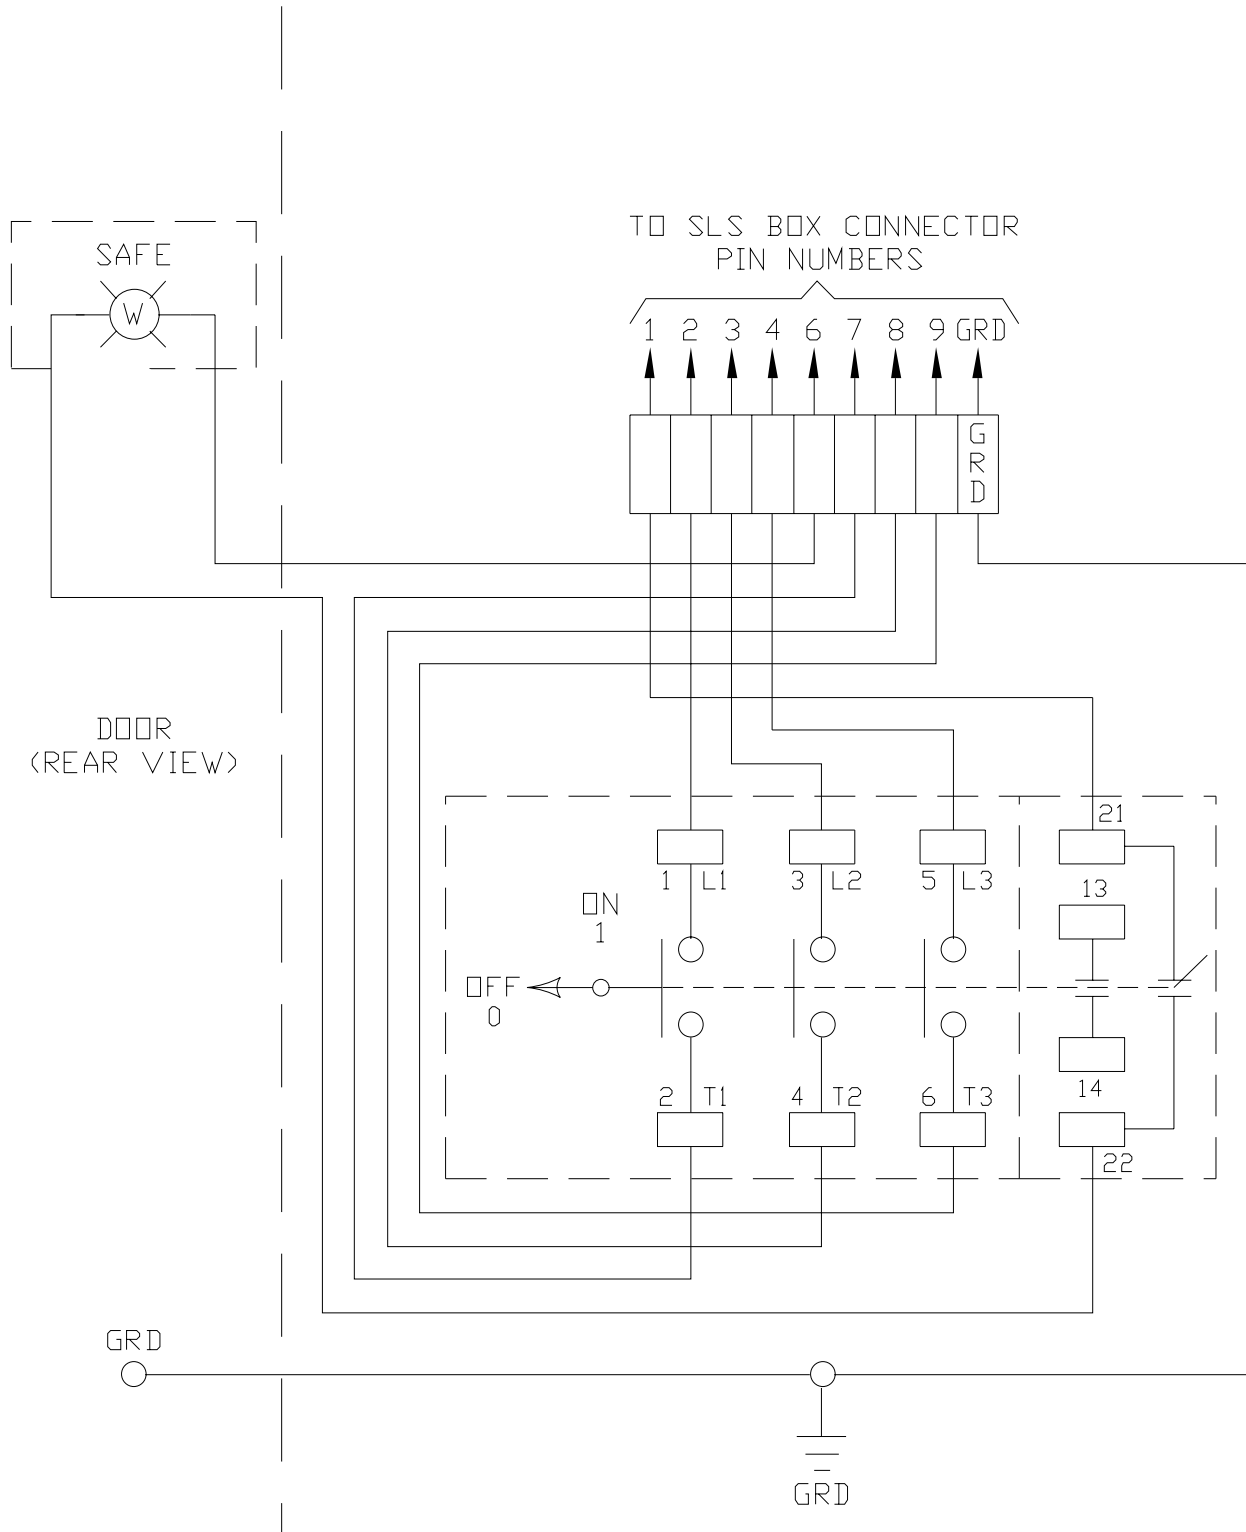 TO SLS BOX CONNECTOR
PIN NUMBERS
SAFE
W
1 2 3 4 6 7 8 9 GRD
GRD
DOOR
(REAR VIEW)
21
1 L1 3 L2 5 L3
13
ON
1
OFF
0
14
2 T1 4 T2 6 T3
22
GRD
GRD